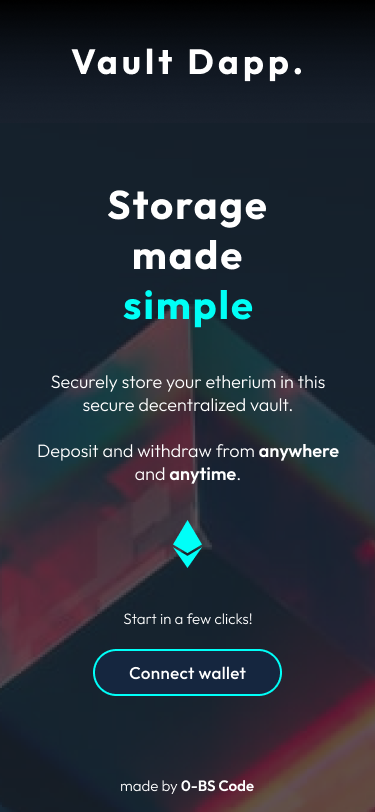 Vault Dapp.
Storage
made
simple
Securely store your etherium in this
secure decentralized vault.
Deposit and withdraw from anywhere
and anytime.
Start in a few clicks!
Connect wallet
made by 0-BS Code